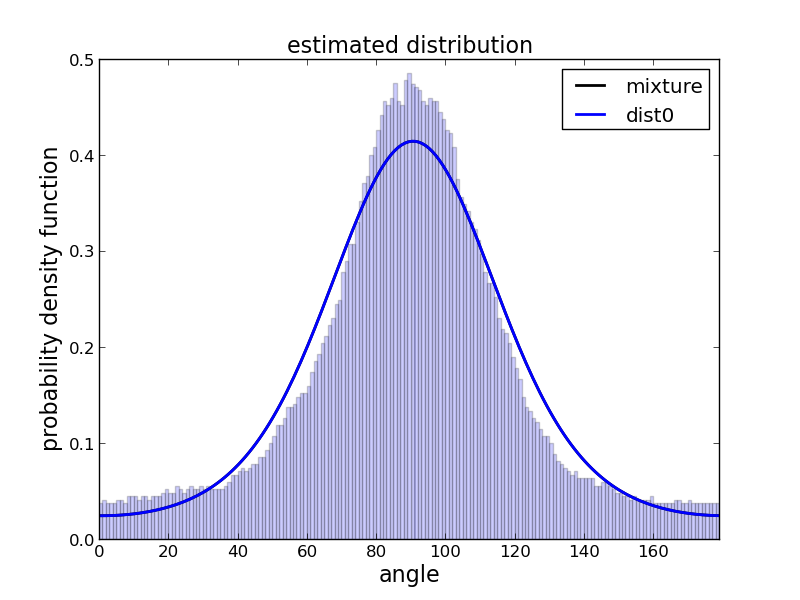 estimated distribution
mixture
dist0
probability density function
0.5
0.4
0.3
0.2
0.1
0.0
0 20 40 60 80 100 120 140 160
angle